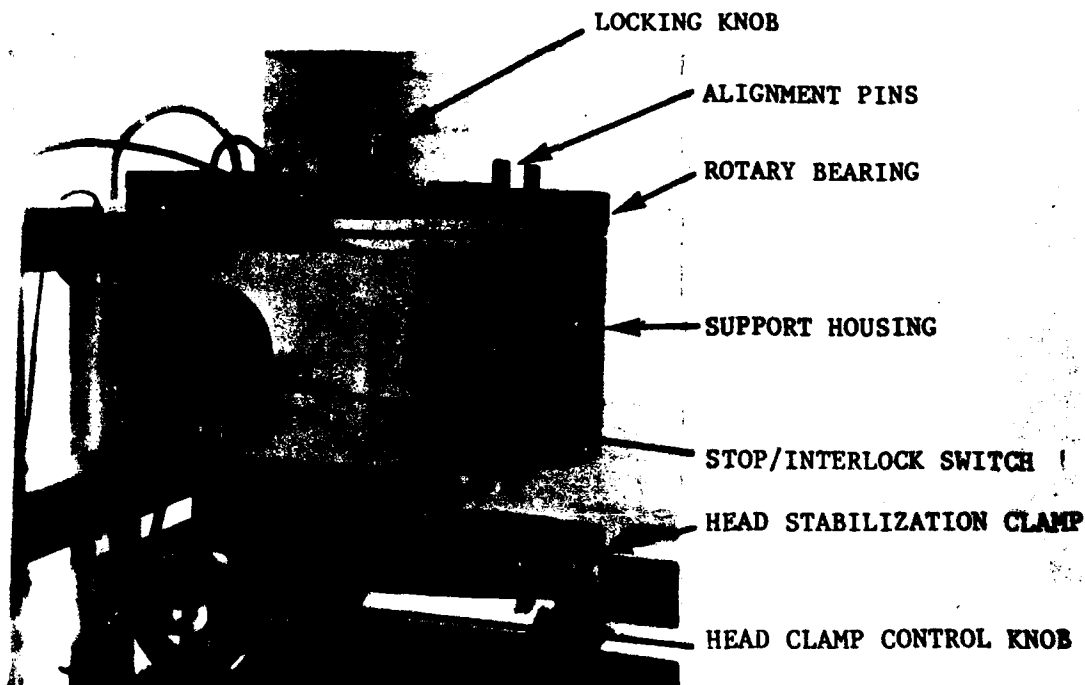 LOCKING KNOB
ALIGNMENT PINS
ROTARY BEARING
SUPPORT HOUSING
STOP/INTERLOCK SWITCH
HEAD STABILIZATION CLAMP
HEAD CLAMP CONTROL KNOB